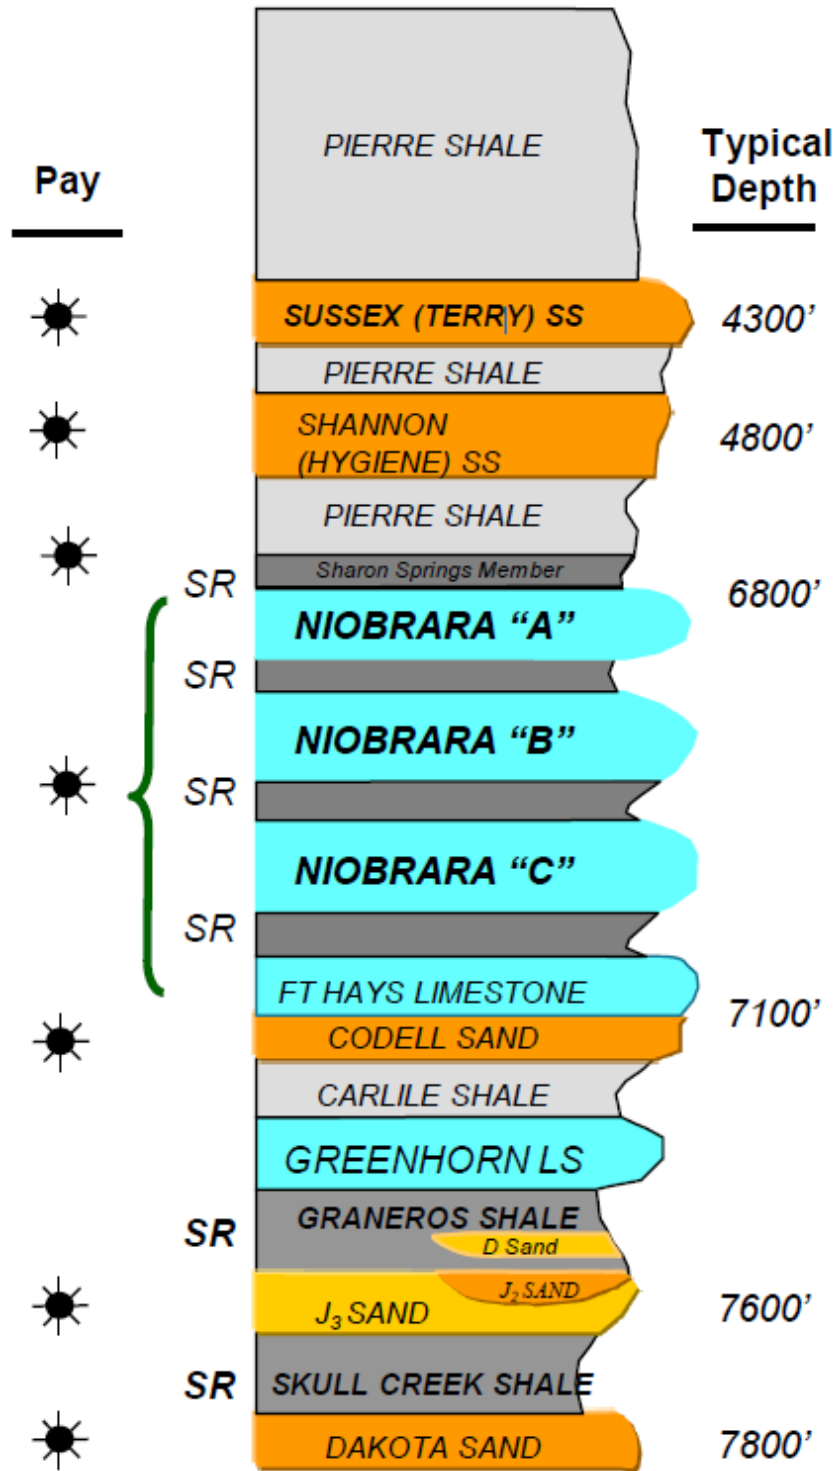 Pay
Typical
Depth
PIERRE SHALE
SUSSEX (TERRY) SS
4300'
PIERRE SHALE
SHANNON
(HYGIENE) SS
4800'
PIERRE SHALE
Sharon Springs Member
SR
6800'
NIOBRARA “A”
SR
NIOBRARA “B”
SR
NIOBRARA “C”
SR
FT HAYS LIMESTONE
7100'
CODELL SAND
CARLILE SHALE
GREENHORN LS
GRANEROS SHALE
SR
D Sand
J₂ SAND
J₃ SAND
7600'
SR
SKULL CREEK SHALE
DAKOTA SAND
7800'